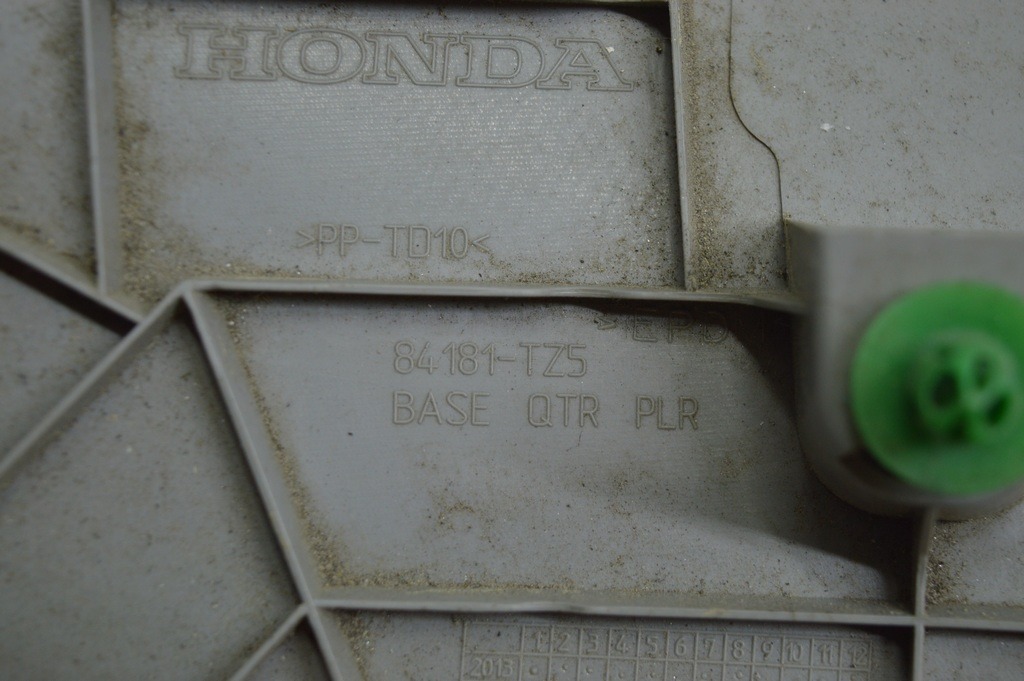 HONDA
>PP-TD10<
84181-TZ5
BASE QTR PLR
1 2 3 4 5 6 7 8 9 10 11 12
2013